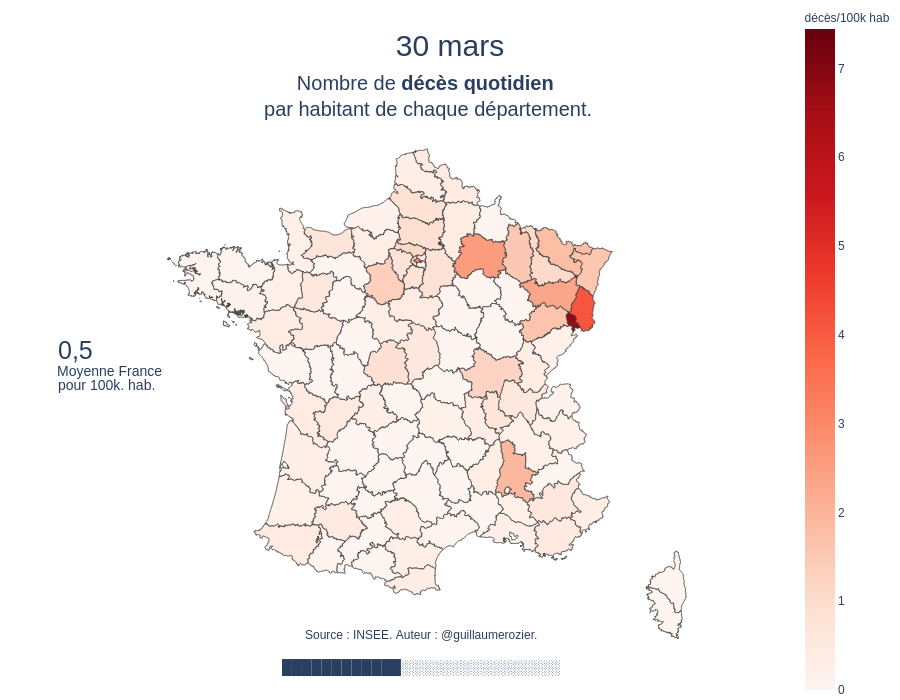 décès/100k hab
30 mars
Nombre de décès quotidien
par habitant de chaque département.
7
6
5
4
3
2
1
0
0,5
Moyenne France
pour 100k. hab.
Source : INSEE. Auteur : @guillaumerozier.